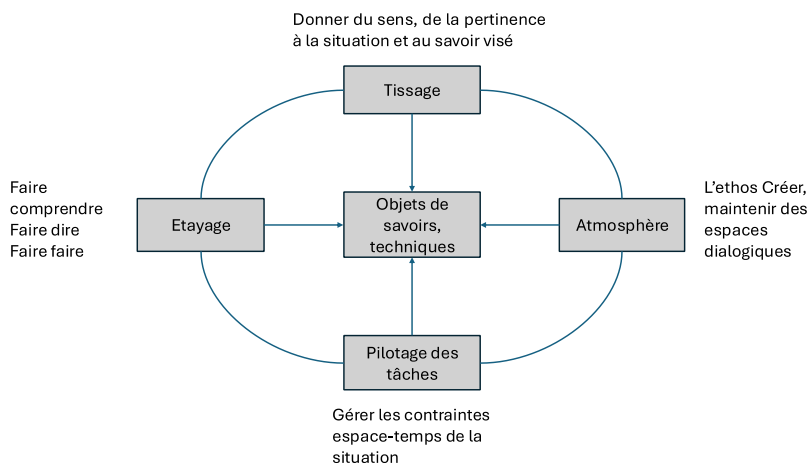 Donner du sens, de la pertinence
à la situation et au savoir visé
Tissage
Faire
comprendre
Faire dire
Faire faire
Etayage
Objets de
savoirs,
techniques
Atmosphère
L’ethos Créer,
maintenir des
espaces
dialogiques
Pilotage des
tâches
Gérer les contraintes
espace-temps de la
situation